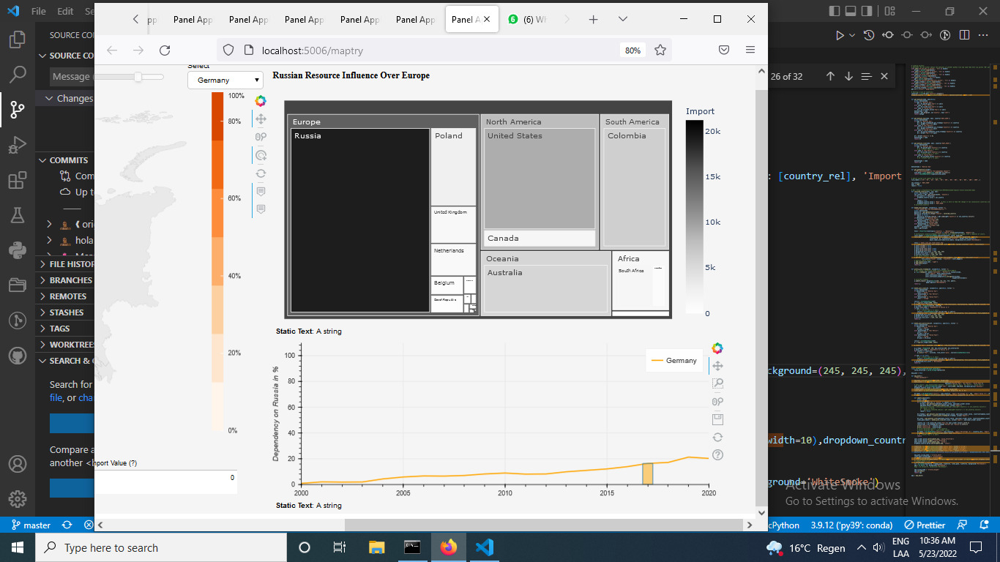 File
Edit
Se
Panel App
Panel App
Panel App
Panel App
Panel App
Panel A
(6) Wh
localhost:5006/maptry
80%
SOURCE CON
SOURCE CO
Message
Changes
COMMITS
Com
Up to
ori
hola
FILE HISTOR
BRANCHES
REMOTES
STASHES
TAGS
WORKTREES
SEARCH & C
Search for
file, or cha
Compare a
another <
Select
Germany
100%
80%
60%
40%
20%
0%
Import Value (?)
0
Russian Resource Influence Over Europe
Europe
Russia
Poland
United Kingdom
Netherlands
Belgium
North America
United States
Canada
South America
Colombia
Oceania
Australia
Africa
South Africa
Import
20k
15k
10k
5k
0
Static Text: A string
Dependency on Russia in %
100
80
60
40
20
0
2000
2005
2010
2015
2020
Germany
Static Text: A string
26 of 32
: [country_rel], 'Import
ckground=(245, 245, 245),
width=10),dropdown_countr
ground='WhiteSmoke')
Activate Windows
Go to Settings to activate Windows.
master
cPython
3.9.12 ('py39': conda)
Prettier
Type here to search
16°C Regen
ENG
LAA
10:36 AM
5/23/2022